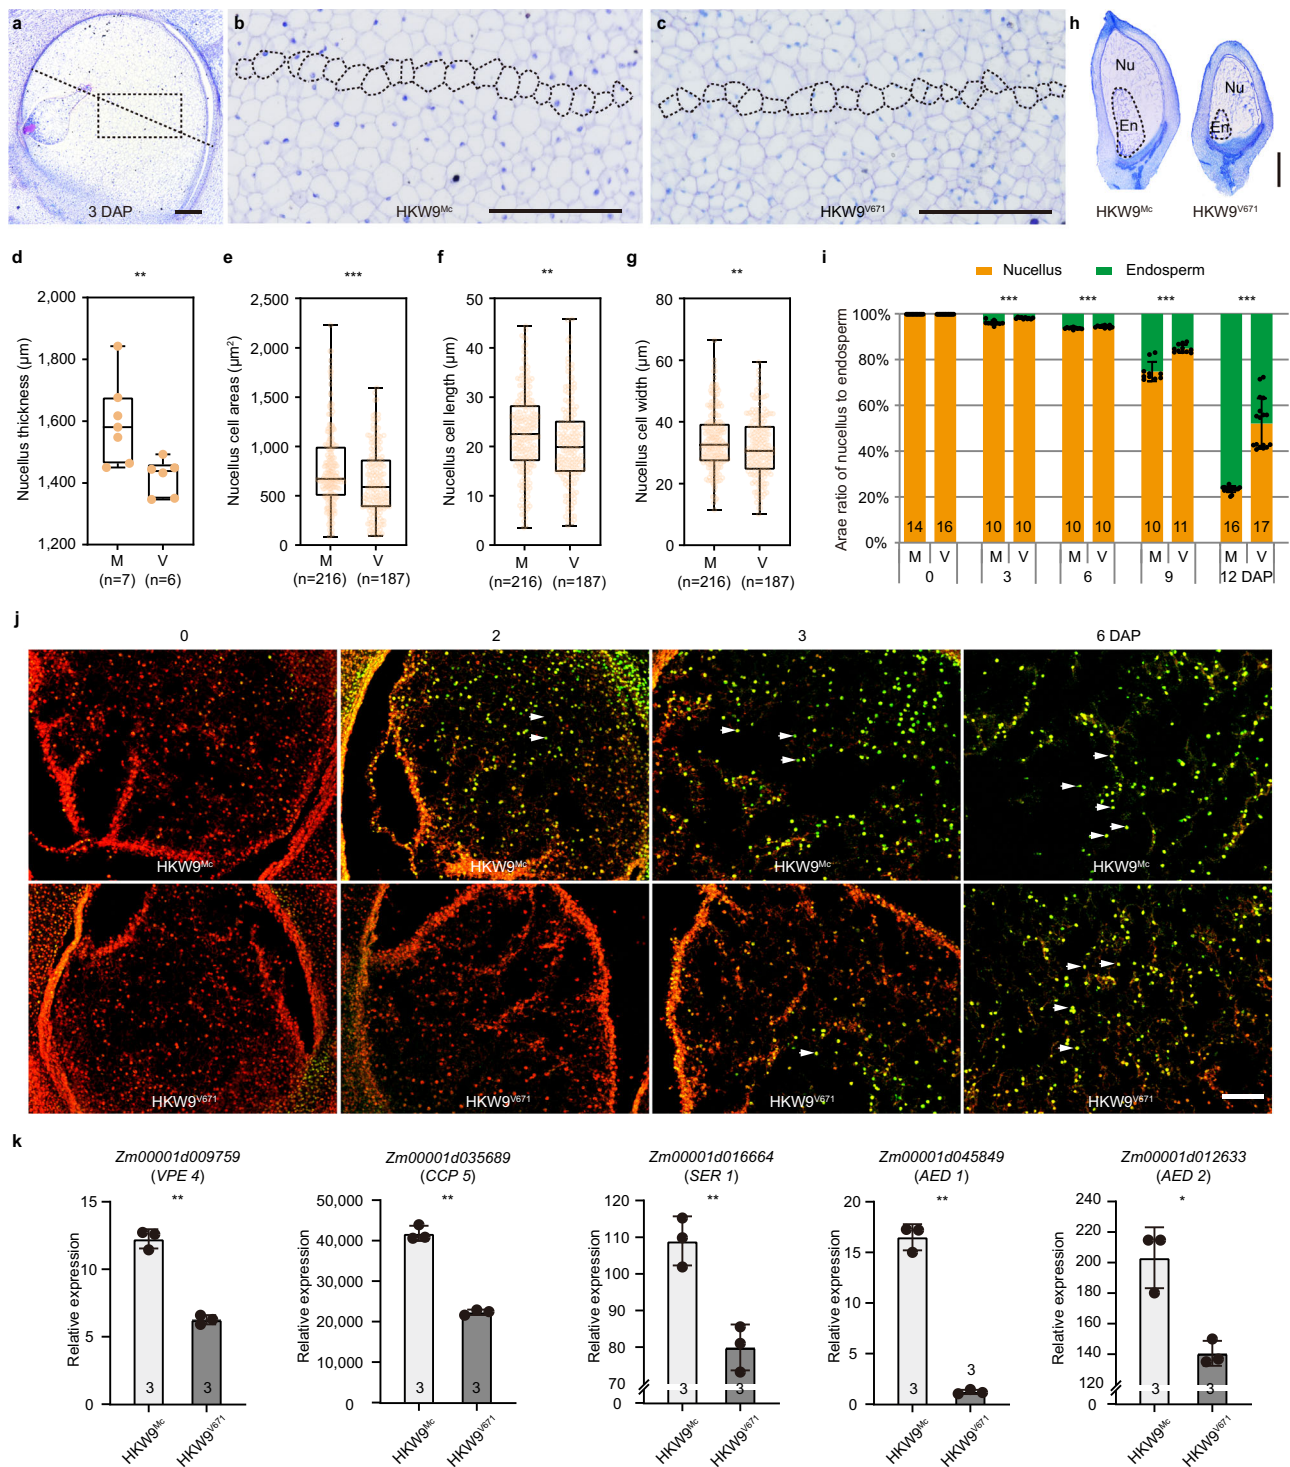 a
3 DAP
b
HKW9Mc
c
HKW9V671
h
Nu
En
Nu
En
HKW9Mc
HKW9V671
d
**
Nucellus thickness (μm)
2,000
1,800
1,600
1,400
1,200
M
V
(n=7)
(n=6)
e
***
Nucellus cell areas (μm2)
2,500
2,000
1,500
1,000
500
0
M
V
(n=216)
(n=187)
f
**
Nucellus cell length (μm)
50
40
30
20
10
0
M
V
(n=216)
(n=187)
g
**
Nucellus cell width (μm)
80
60
40
20
0
M
V
(n=216)
(n=187)
i
Nucellus
Endosperm
*** *** *** ***
Arae ratio of nucellus to endosperm
100%
80%
60%
40%
20%
0%
14 16 10 10 10 10 10 11 16 17
M V M V M V M V M V
0 3 6 9 12 DAP
j
0 2 3 6 DAP
HKW9Mc
HKW9Mc
HKW9Mc
HKW9Mc
HKW9V671
HKW9V671
HKW9V671
HKW9V671
k
Zm00001d009759
(VPE 4)
**
Relative expression
15
10
5
0
3 3
HKW9Mc
HKW9V671
Zm00001d035689
(CCP 5)
**
Relative expression
50,000
40,000
30,000
20,000
10,000
0
3 3
HKW9Mc
HKW9V671
Zm00001d016664
(SER 1)
**
Relative expression
120
110
100
90
80
70
0
3 3
HKW9Mc
HKW9V671
Zm00001d045849
(AED 1)
**
Relative expression
20
15
10
5
0
3 3
HKW9Mc
HKW9V671
Zm00001d012633
(AED 2)
*
Relative expression
240
220
200
180
160
140
120
0
3 3
HKW9Mc
HKW9V671